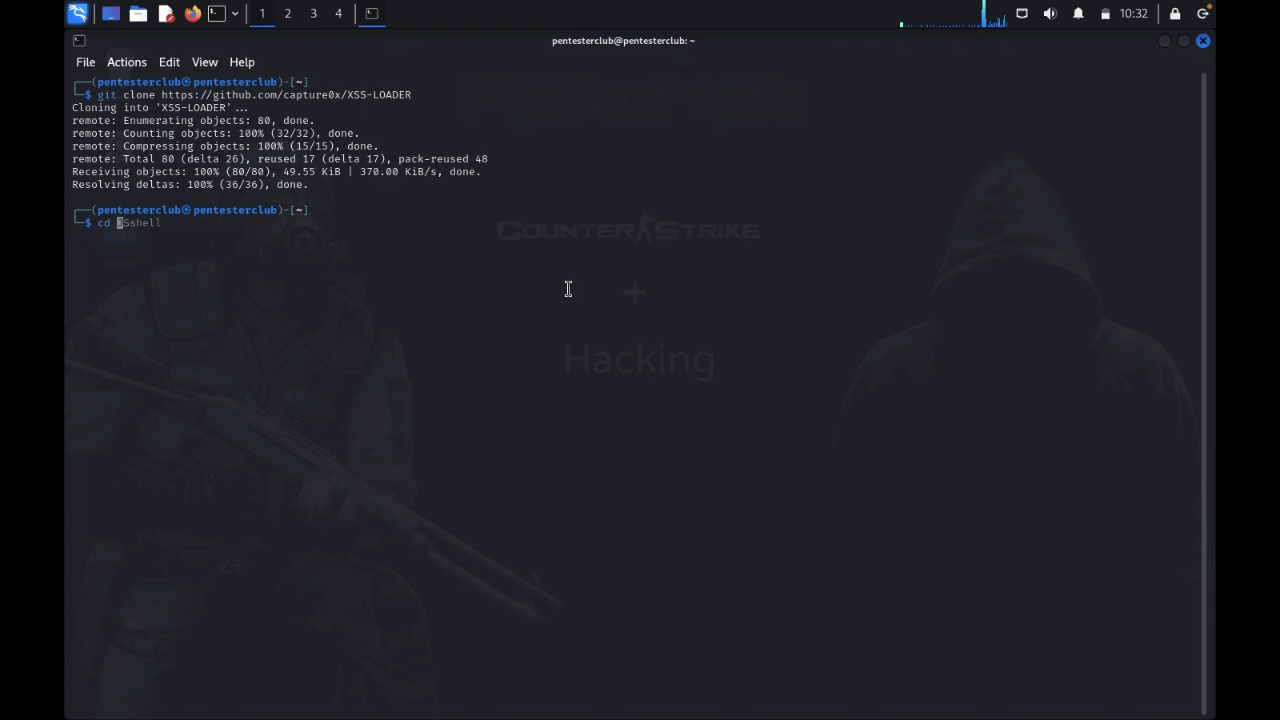 1 2 3 4 10:32
pentesterclub@pentesterclub: ~
File Actions Edit View Help
┌──(pentesterclub㉿pentesterclub)-[~]
└─$ git clone https://github.com/capture0x/XSS-LOADER
Cloning into 'XSS-LOADER'...
remote: Enumerating objects: 80, done.
remote: Counting objects: 100% (32/32), done.
remote: Compressing objects: 100% (15/15), done.
remote: Total 80 (delta 26), reused 17 (delta 17), pack-reused 48
Receiving objects: 100% (80/80), 49.55 KiB | 370.00 KiB/s, done.
Resolving deltas: 100% (36/36), done.
┌──(pentesterclub㉿pentesterclub)-[~]
└─$ cd JSshell
COUNTER STRIKE
+
Hacking
Home